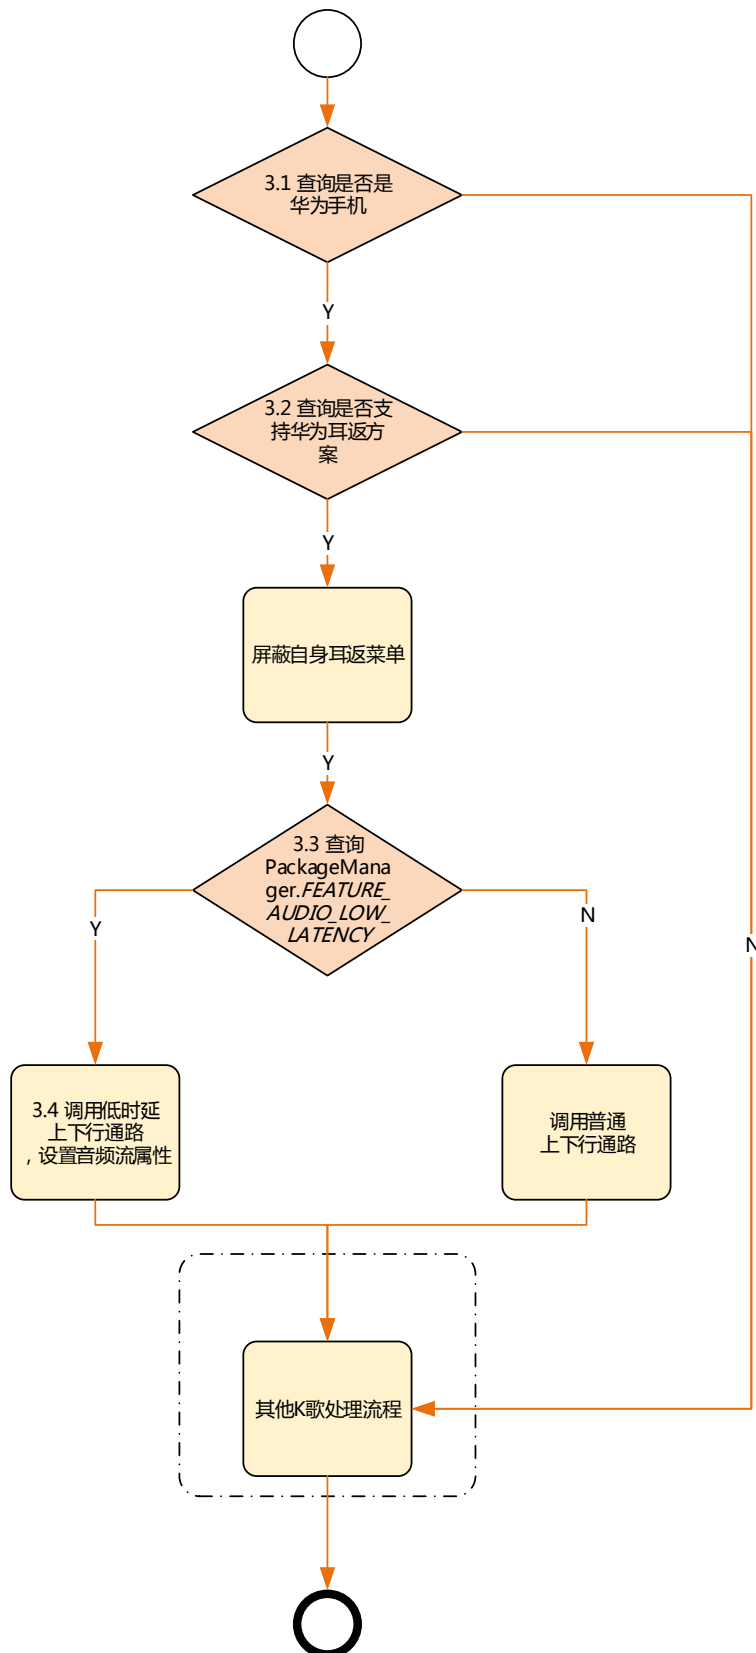 3.1 查询是否是
华为手机
Y
3.2 查询是否支
持华为耳返方
案
Y
屏蔽自身耳返菜单
Y
3.3 查询
PackageMana
ger.FEATURE_
AUDIO_LOW_
LATENCY
Y
N
N
3.4 调用低时延
上下行通路
，设置音频流属性
调用普通
上下行通路
其他K歌处理流程